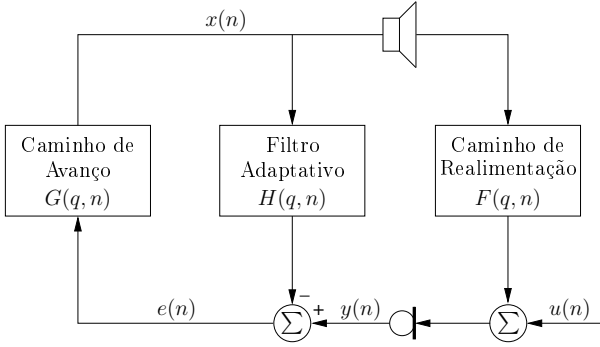 x(n)
Caminho de
Avanço
G(q, n)
Filtro
Adaptativo
H(q, n)
Caminho de
Realimentação
F(q, n)
−
+
e(n)
∑
y(n)
∑
u(n)